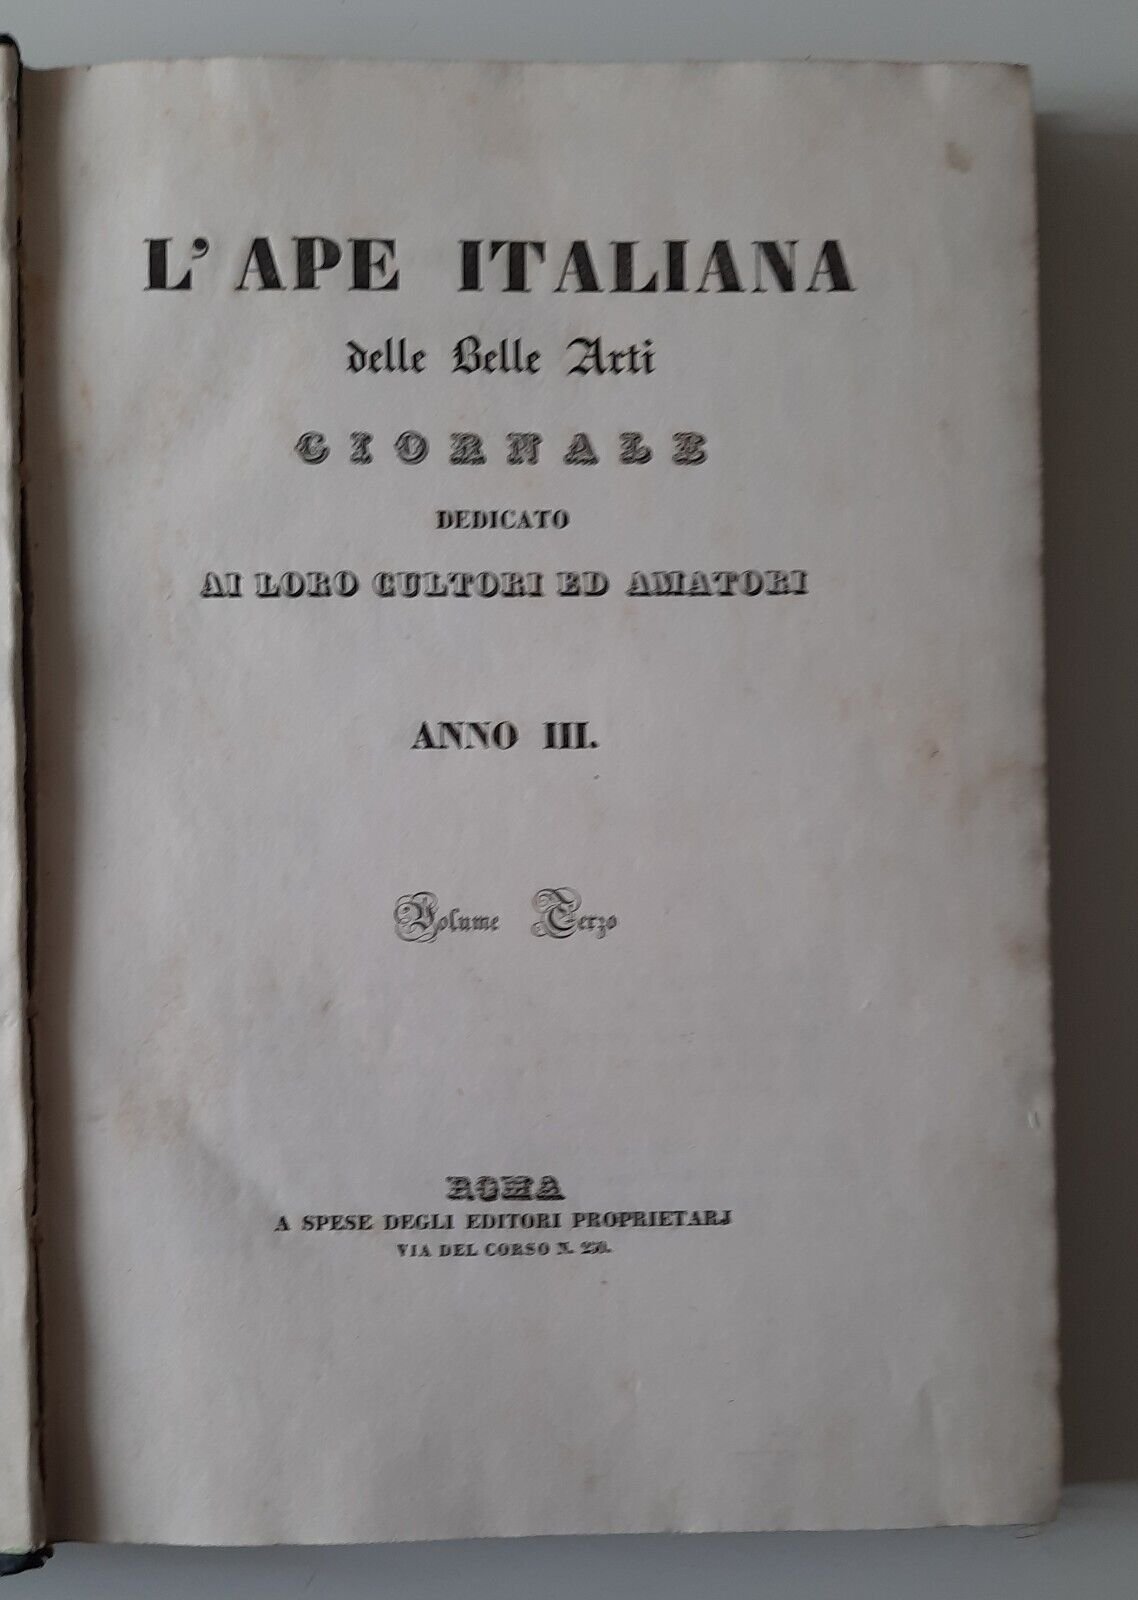 L' APE ITALIANA
delle Belle Arti
GIORNALE
DEDICATO
AI LORO CULTORI ED AMATORI
ANNO III.
Volume Terzo
ROMA
A SPESE DEGLI EDITORI PROPRIETARJ
VIA DEL CORSO N. 250.